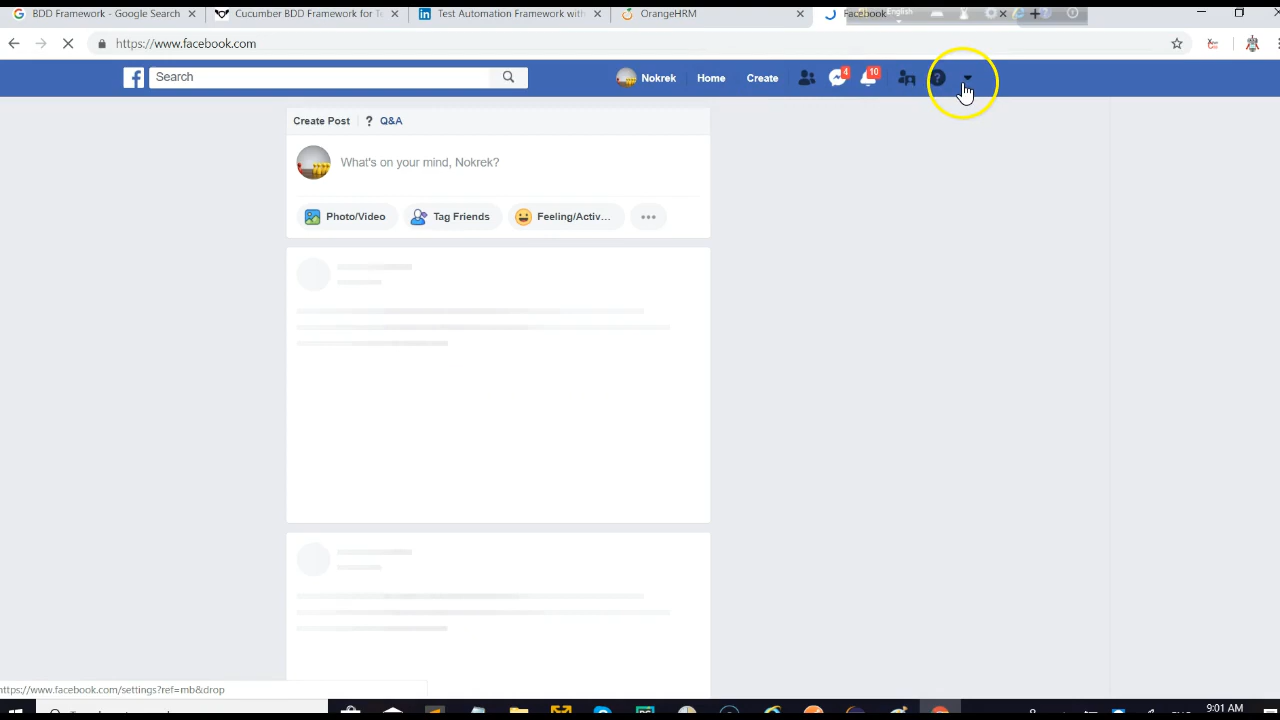 BDD Framework - Google Search
Cucumber BDD Framework for Te
Test Automation Framework with
OrangeHRM
Facebook
English
https://www.facebook.com
Search
Nokrek
Home
Create
4
10
Create Post
? Q&A
What's on your mind, Nokrek?
Photo/Video
Tag Friends
Feeling/Activ...
https://www.facebook.com/settings?ref=mb&drop
9:01 AM